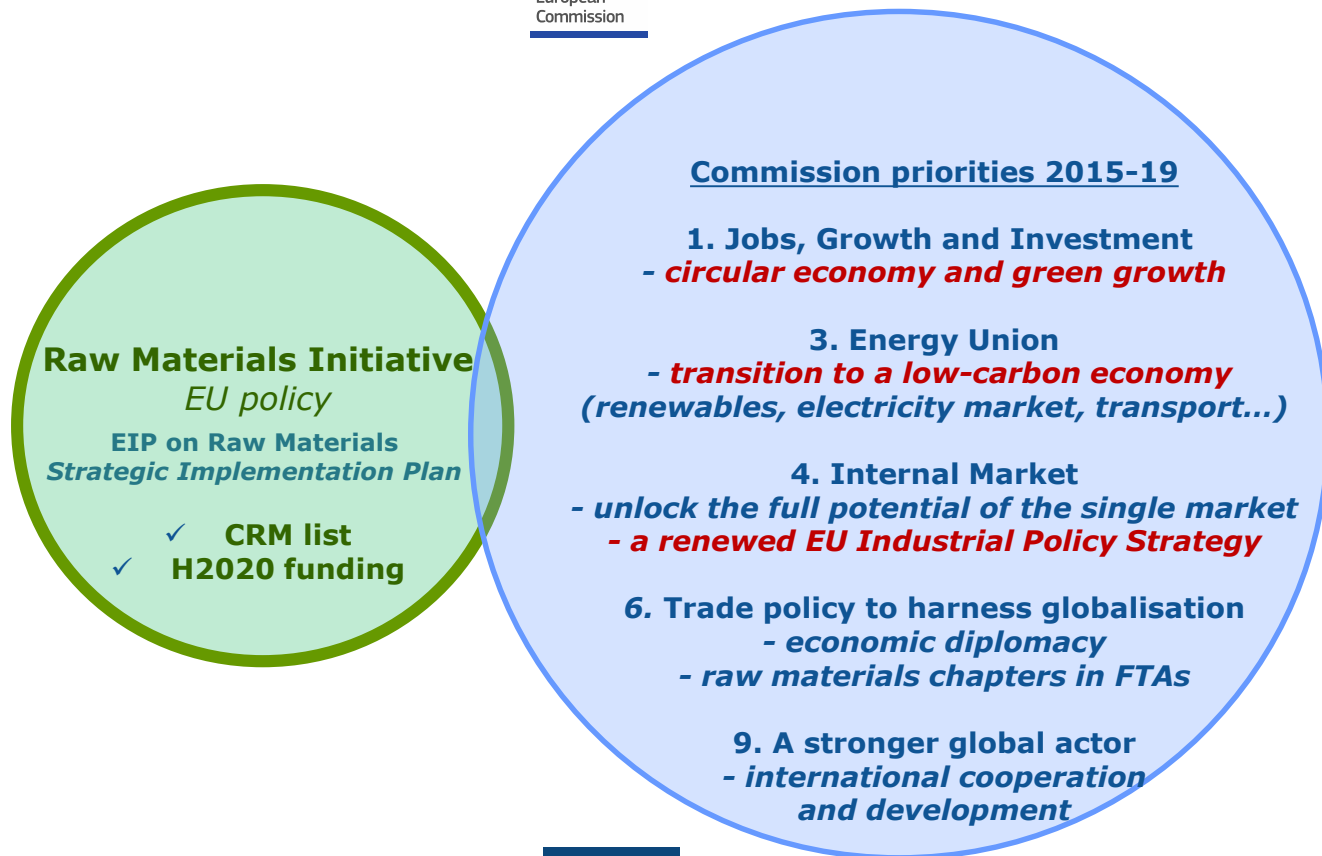 European
Commission
Raw Materials Initiative
EU policy
EIP on Raw Materials
Strategic Implementation Plan
✓ CRM list
✓ H2020 funding
Commission priorities 2015-19
1. Jobs, Growth and Investment
- circular economy and green growth
3. Energy Union
- transition to a low-carbon economy
(renewables, electricity market, transport…)
4. Internal Market
- unlock the full potential of the single market
- a renewed EU Industrial Policy Strategy
6. Trade policy to harness globalisation
- economic diplomacy
- raw materials chapters in FTAs
9. A stronger global actor
- international cooperation
and development